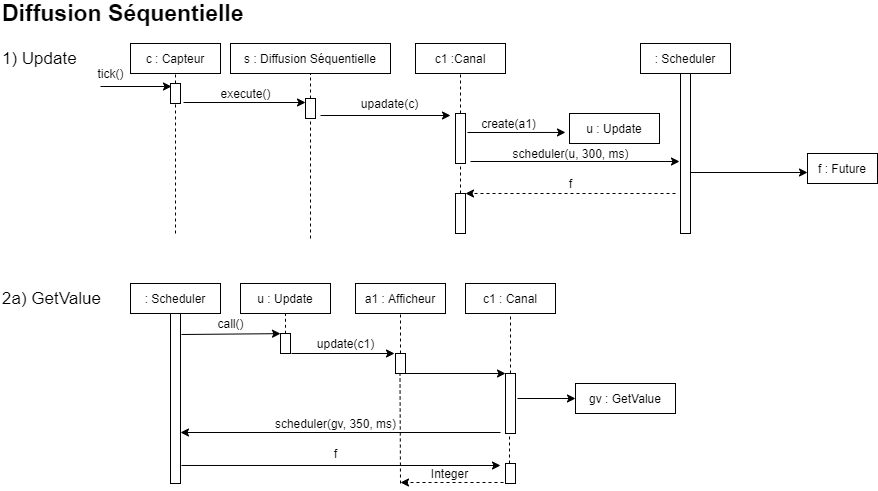 Diffusion Séquentielle
1) Update
c : Capteur
s : Diffusion Séquentielle
c1 :Canal
: Scheduler
tick()
execute()
upadate(c)
create(a1)
u : Update
scheduler(u, 300, ms)
f : Future
f
2a) GetValue
: Scheduler
u : Update
a1 : Afficheur
c1 : Canal
call()
update(c1)
gv : GetValue
scheduler(gv, 350, ms)
f
Integer